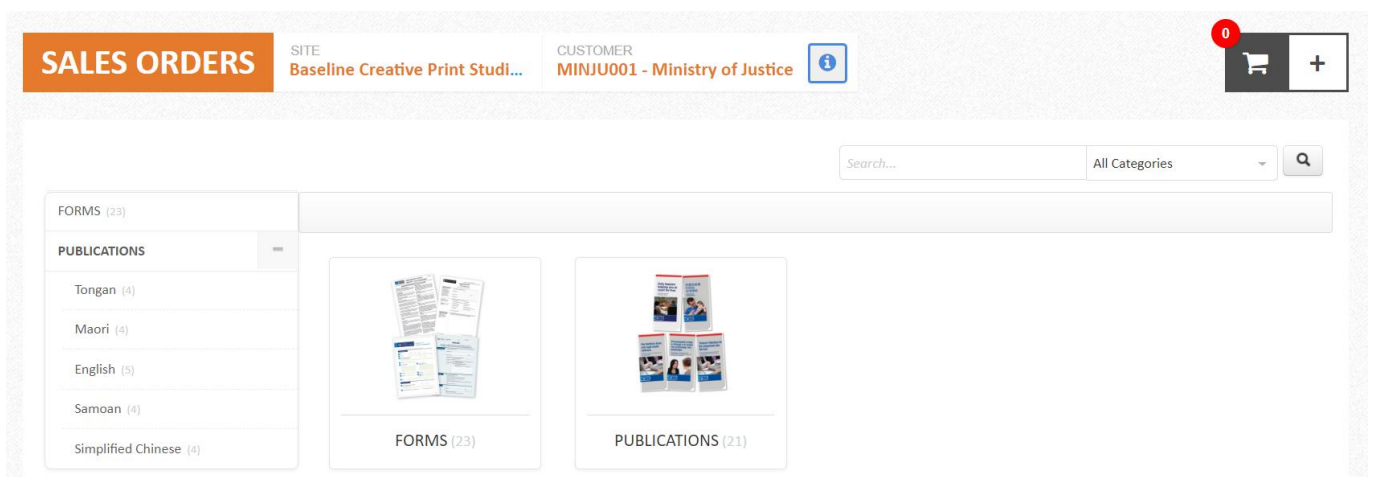 0
SALES ORDERS
SITE
Baseline Creative Print Studi...
CUSTOMER
MINJU001 - Ministry of Justice
Search...
All Categories
FORMS (23)
PUBLICATIONS
Tongan (4)
Maori (4)
English (5)
Samoan (4)
Simplified Chinese (4)
FORMS (23)
PUBLICATIONS (21)